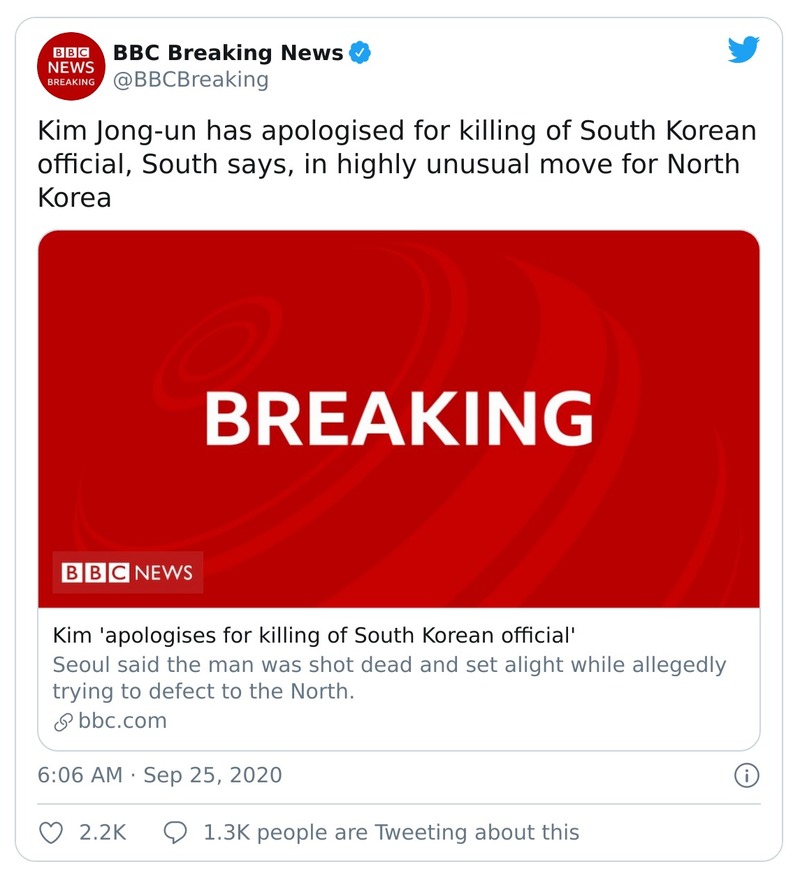 BBC
NEWS
BREAKING
BBC Breaking News
@BBCBreaking
Kim Jong-un has apologised for killing of South Korean
official, South says, in highly unusual move for North
Korea
BREAKING
BBC NEWS
Kim 'apologises for killing of South Korean official'
Seoul said the man was shot dead and set alight while allegedly
trying to defect to the North.
bbc.com
6:06 AM · Sep 25, 2020
2.2K 1.3K people are Tweeting about this